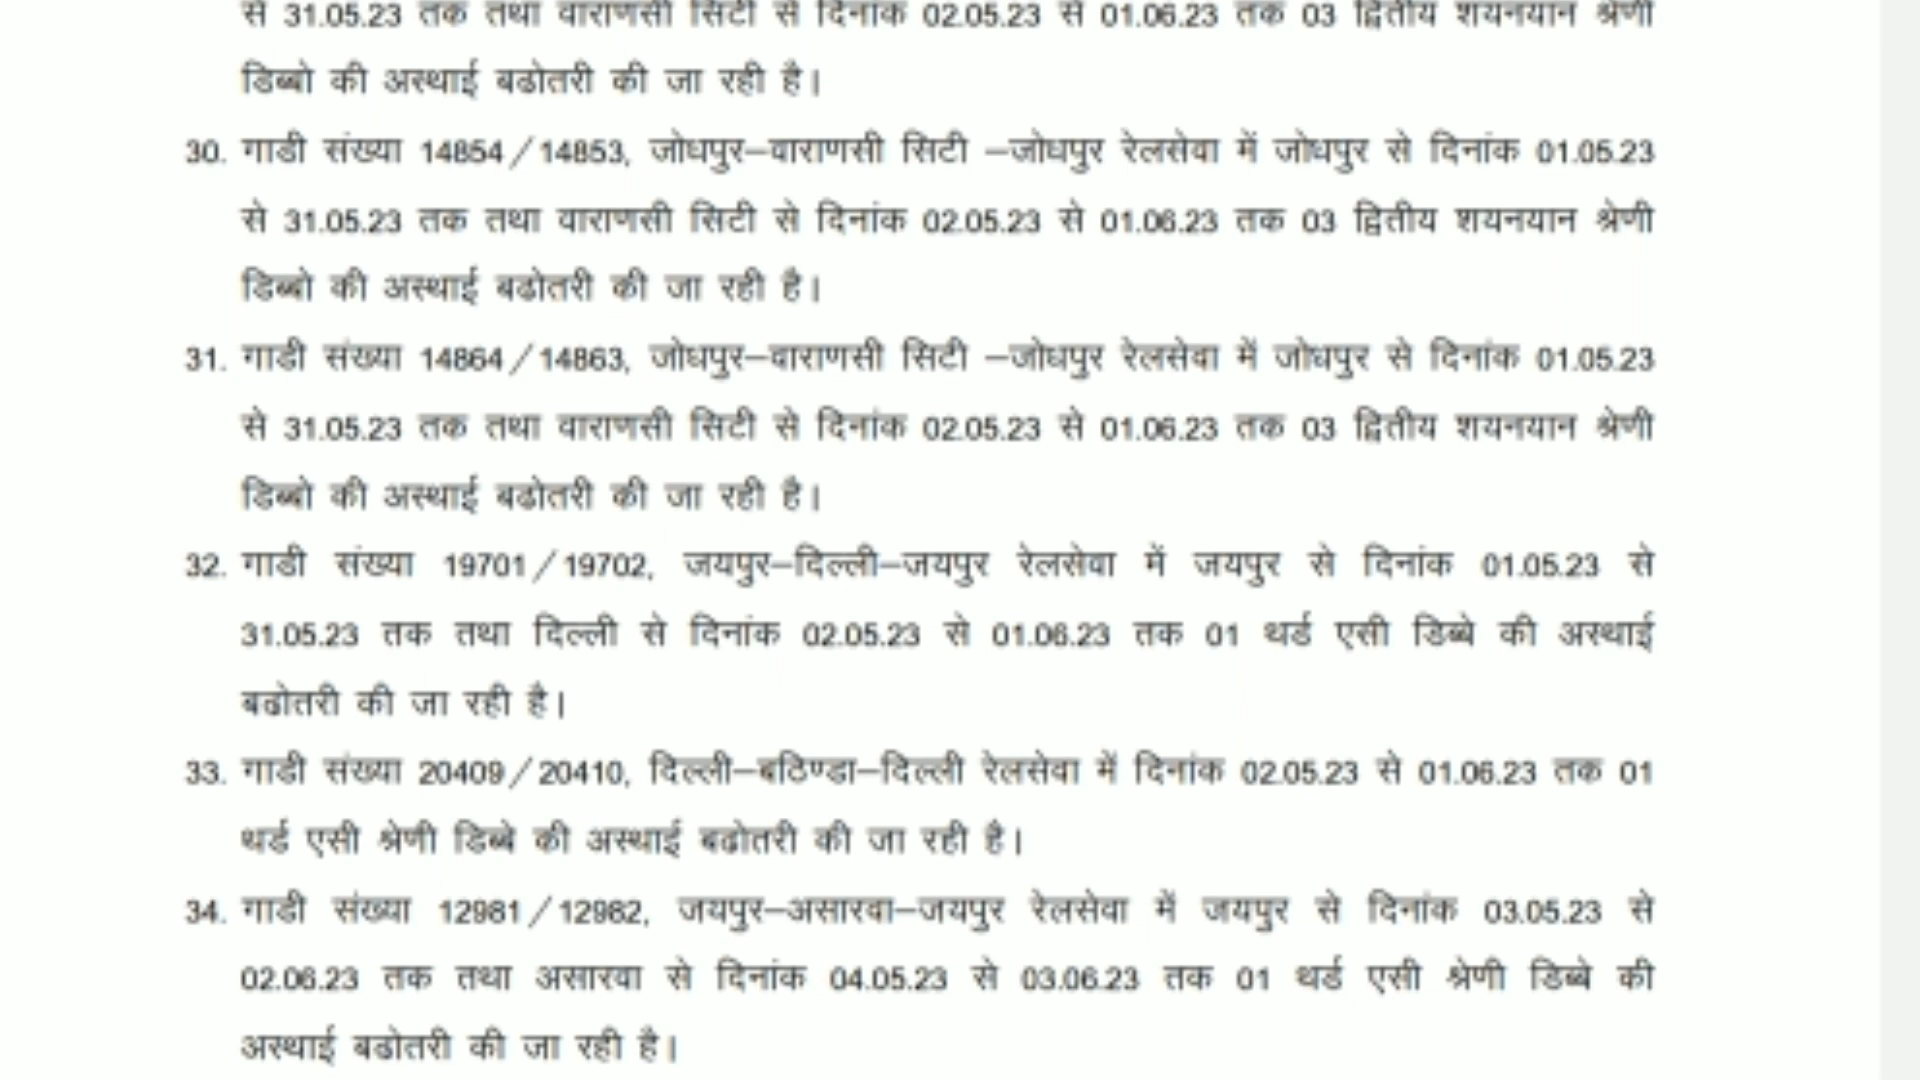 से 31.05.23 तक तथा वाराणसी सिटी से दिनांक 02.05.23 से 01.06.23 तक 03 द्वितीय शयनयान श्रेणी
डिब्बो की अस्थाई बढोतरी की जा रही है।
30. गाडी संख्या 14854/14853, जोधपुर–वाराणसी सिटी –जोधपुर रेलसेवा में जोधपुर से दिनांक 01.05.23
से 31.05.23 तक तथा वाराणसी सिटी से दिनांक 02.05.23 से 01.06.23 तक 03 द्वितीय शयनयान श्रेणी
डिब्बो की अस्थाई बढोतरी की जा रही है।
31. गाडी संख्या 14864/14863, जोधपुर–वाराणसी सिटी –जोधपुर रेलसेवा में जोधपुर से दिनांक 01.05.23
से 31.05.23 तक तथा वाराणसी सिटी से दिनांक 02.05.23 से 01.06.23 तक 03 द्वितीय शयनयान श्रेणी
डिब्बो की अस्थाई बढोतरी की जा रही है।
32. गाडी संख्या 19701/19702, जयपुर–दिल्ली–जयपुर रेलसेवा में जयपुर से दिनांक 01.05.23 से
31.05.23 तक तथा दिल्ली से दिनांक 02.05.23 से 01.06.23 तक 01 थर्ड एसी डिब्बे की अस्थाई
बढोतरी की जा रही है।
33. गाडी संख्या 20409/20410, दिल्ली–बठिण्डा–दिल्ली रेलसेवा में दिनांक 02.05.23 से 01.06.23 तक 01
थर्ड एसी श्रेणी डिब्बे की अस्थाई बढोतरी की जा रही है।
34. गाडी संख्या 12981/12982, जयपुर–असारवा–जयपुर रेलसेवा में जयपुर से दिनांक 03.05.23 से
02.06.23 तक तथा असारवा से दिनांक 04.05.23 से 03.06.23 तक 01 थर्ड एसी श्रेणी डिब्बे की
अस्थाई बढोतरी की जा रही है।